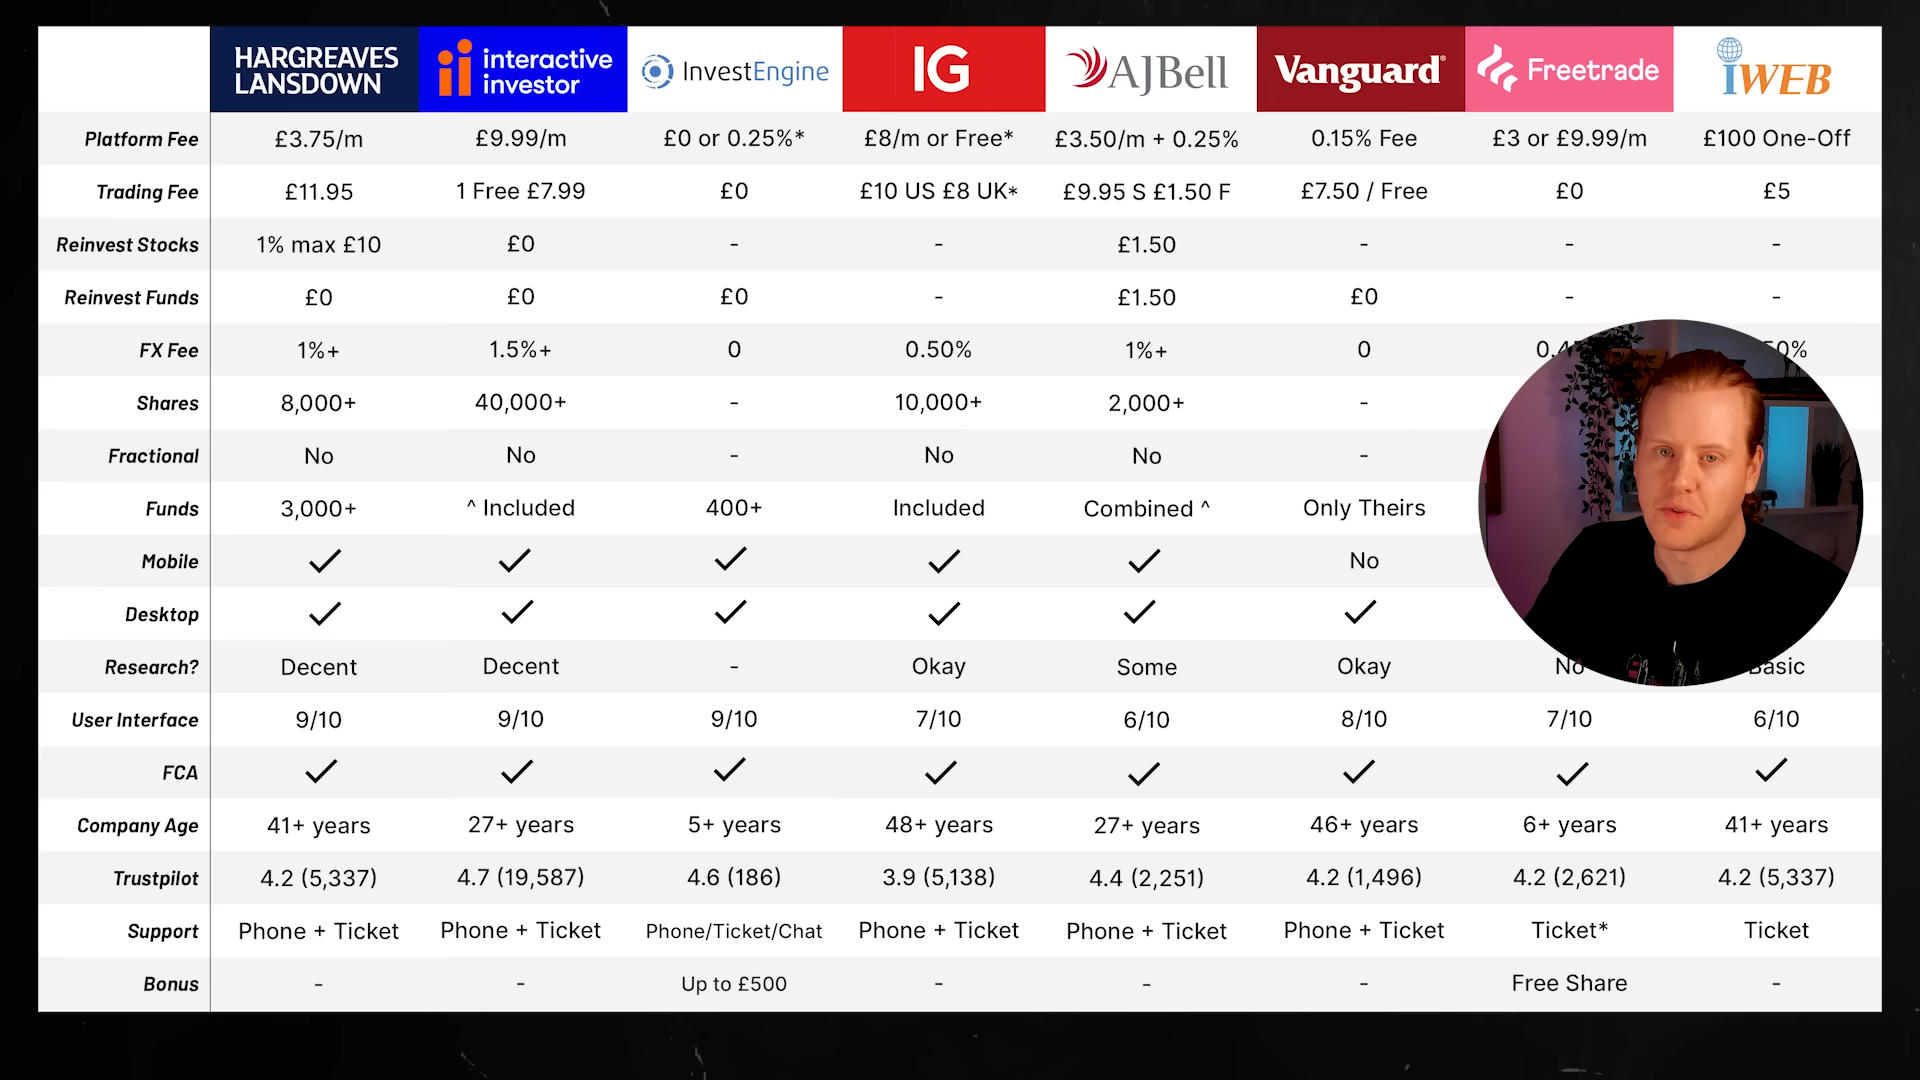 HARGREAVES LANSDOWN interactive investor InvestEngine IG AJBell Vanguard Freetrade iWEB
Platform Fee £3.75/m £9.99/m £0 or 0.25%* £8/m or Free* £3.50/m + 0.25% 0.15% Fee £3 or £9.99/m £100 One-Off
Trading Fee £11.95 1 Free £7.99 £0 £10 US £8 UK* £9.95 S £1.50 F £7.50 / Free £0 £5
Reinvest Stocks 1% max £10 £0 - - £1.50 - - -
Reinvest Funds £0 £0 £0 - £1.50 £0 - -
FX Fee 1%+ 1.5%+ 0 0.50% 1%+ 0
Shares 8,000+ 40,000+ - 10,000+ 2,000+ -
Fractional No No - No No -
Funds 3,000+ ^ Included 400+ Included Combined ^ Only Theirs
Mobile ✓ ✓ ✓ ✓ ✓ No
Desktop ✓ ✓ ✓ ✓ ✓ ✓
Research? Decent Decent - Okay Some Okay No Basic
User Interface 9/10 9/10 9/10 7/10 6/10 8/10 7/10 6/10
FCA ✓ ✓ ✓ ✓ ✓ ✓ ✓ ✓
Company Age 41+ years 27+ years 5+ years 48+ years 27+ years 46+ years 6+ years 41+ years
Trustpilot 4.2 (5,337) 4.7 (19,587) 4.6 (186) 3.9 (5,138) 4.4 (2,251) 4.2 (1,496) 4.2 (2,621) 4.2 (5,337)
Support Phone + Ticket Phone + Ticket Phone/Ticket/Chat Phone + Ticket Phone + Ticket Phone + Ticket Ticket* Ticket
Bonus - - Up to £500 - - - Free Share -